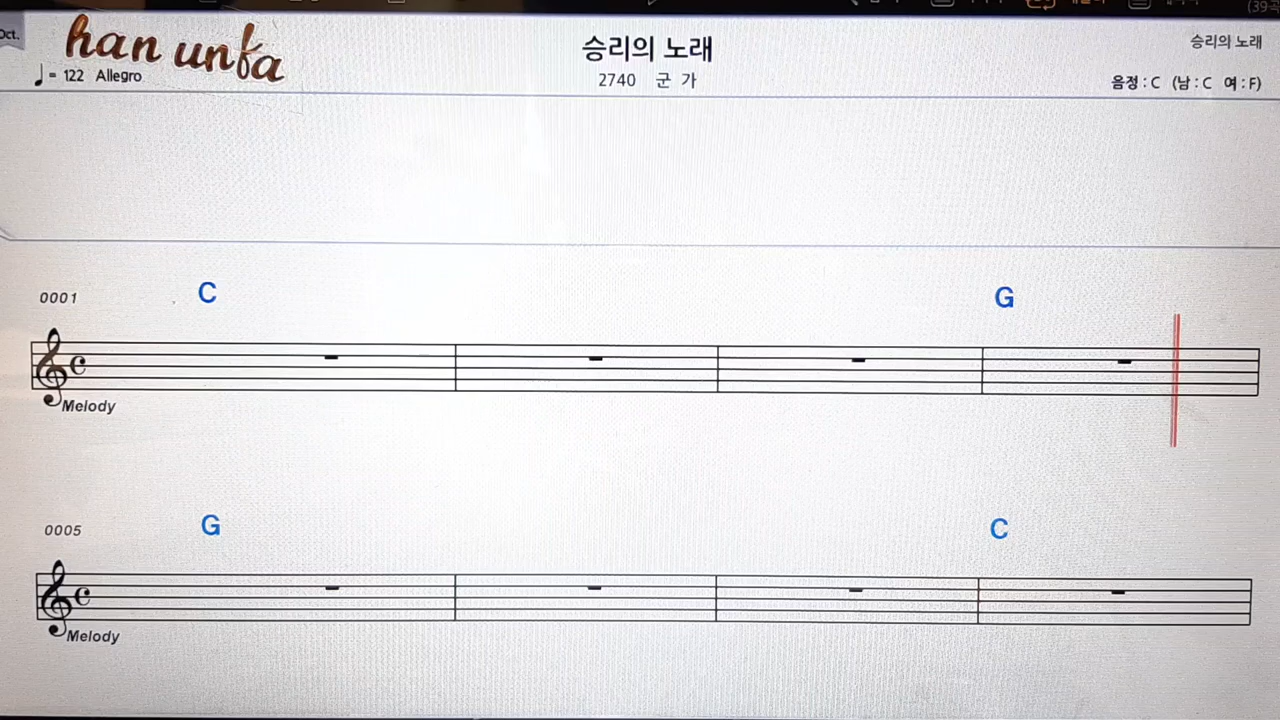 Oct.
han unfa
승리의 노래
승리의 노래
♩= 122 Allegro
2740 군 가
음정 : C (남 : C 여 : F)
0001
C
G
Melody
0005
G
C
Melody